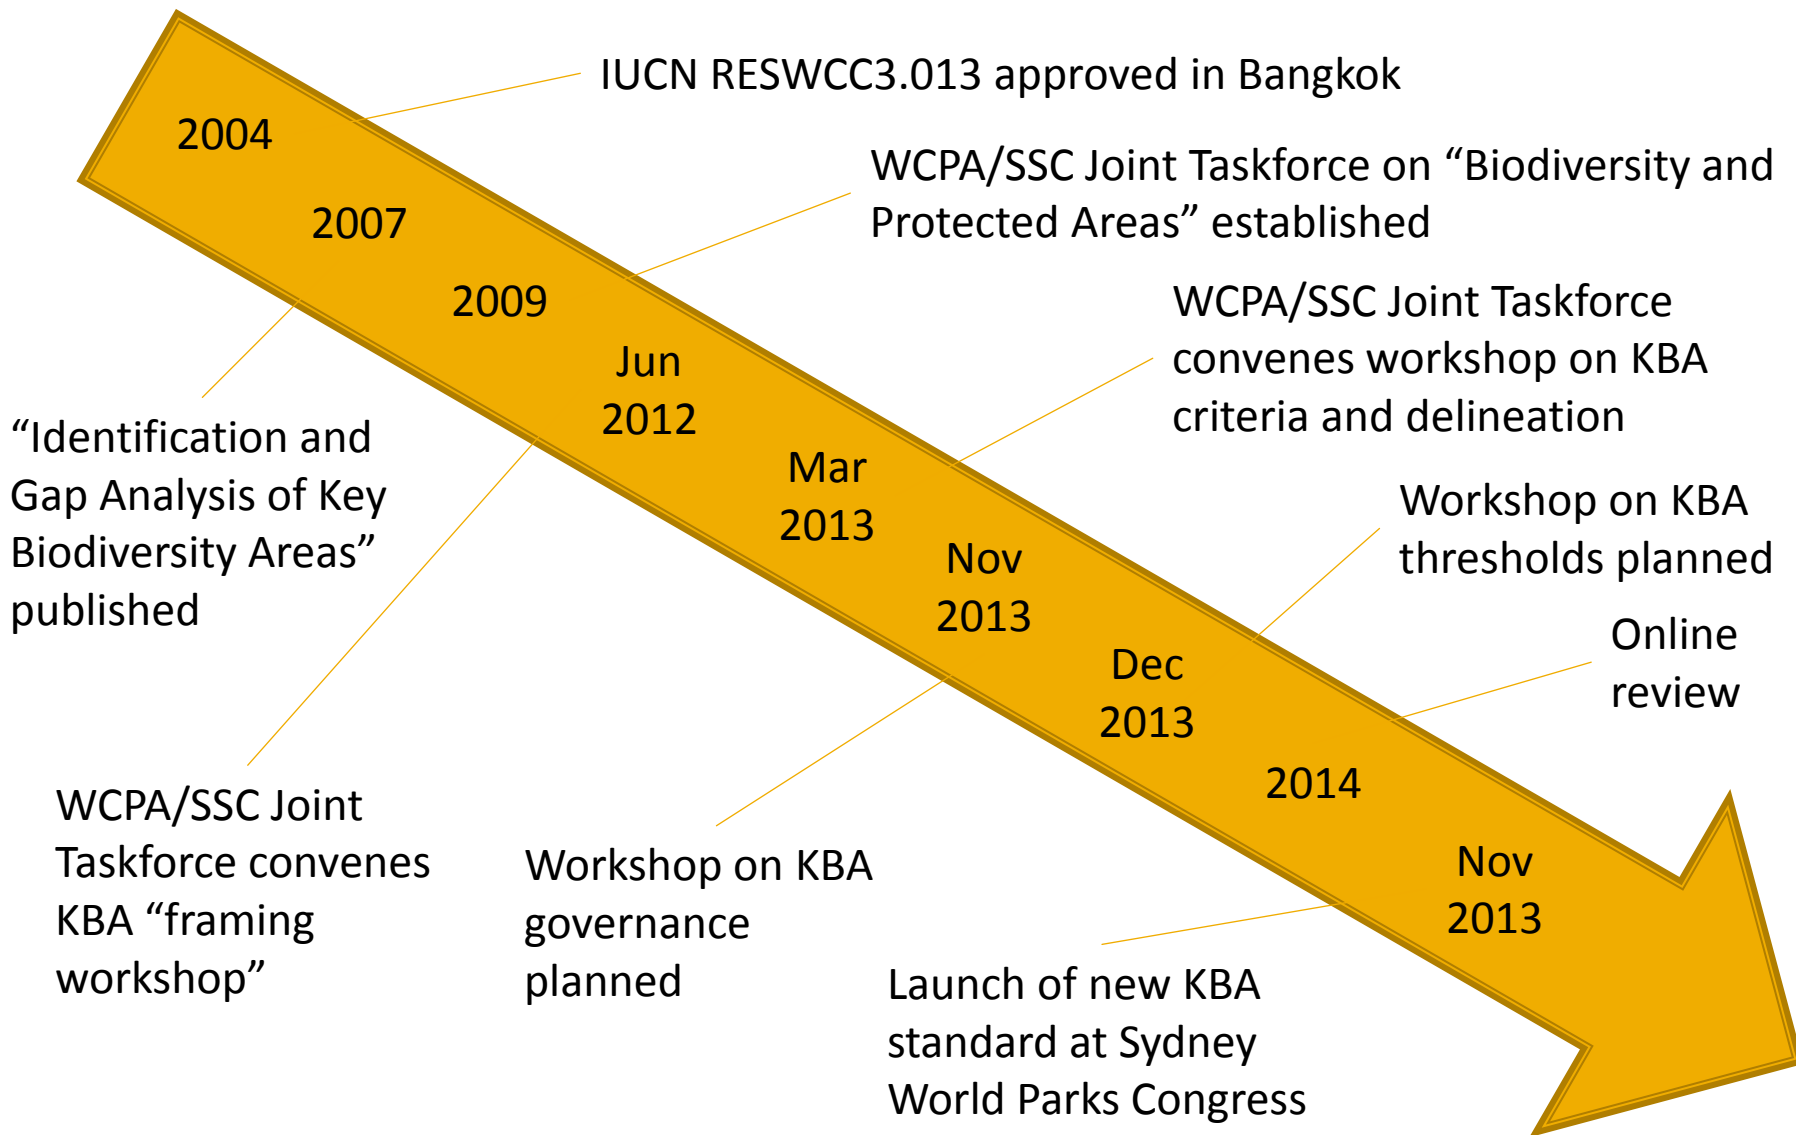 IUCN RESWCC3.013 approved in Bangkok
2004
WCPA/SSC Joint Taskforce on “Biodiversity and
Protected Areas” established
2007
2009
WCPA/SSC Joint Taskforce
convenes workshop on KBA
criteria and delineation
Jun
2012
“Identification and
Gap Analysis of Key
Biodiversity Areas”
published
Mar
2013
Workshop on KBA
thresholds planned
Nov
2013
Online
review
Dec
2013
2014
WCPA/SSC Joint
Taskforce convenes
KBA “framing
workshop”
Workshop on KBA
governance
planned
Nov
2013
Launch of new KBA
standard at Sydney
World Parks Congress